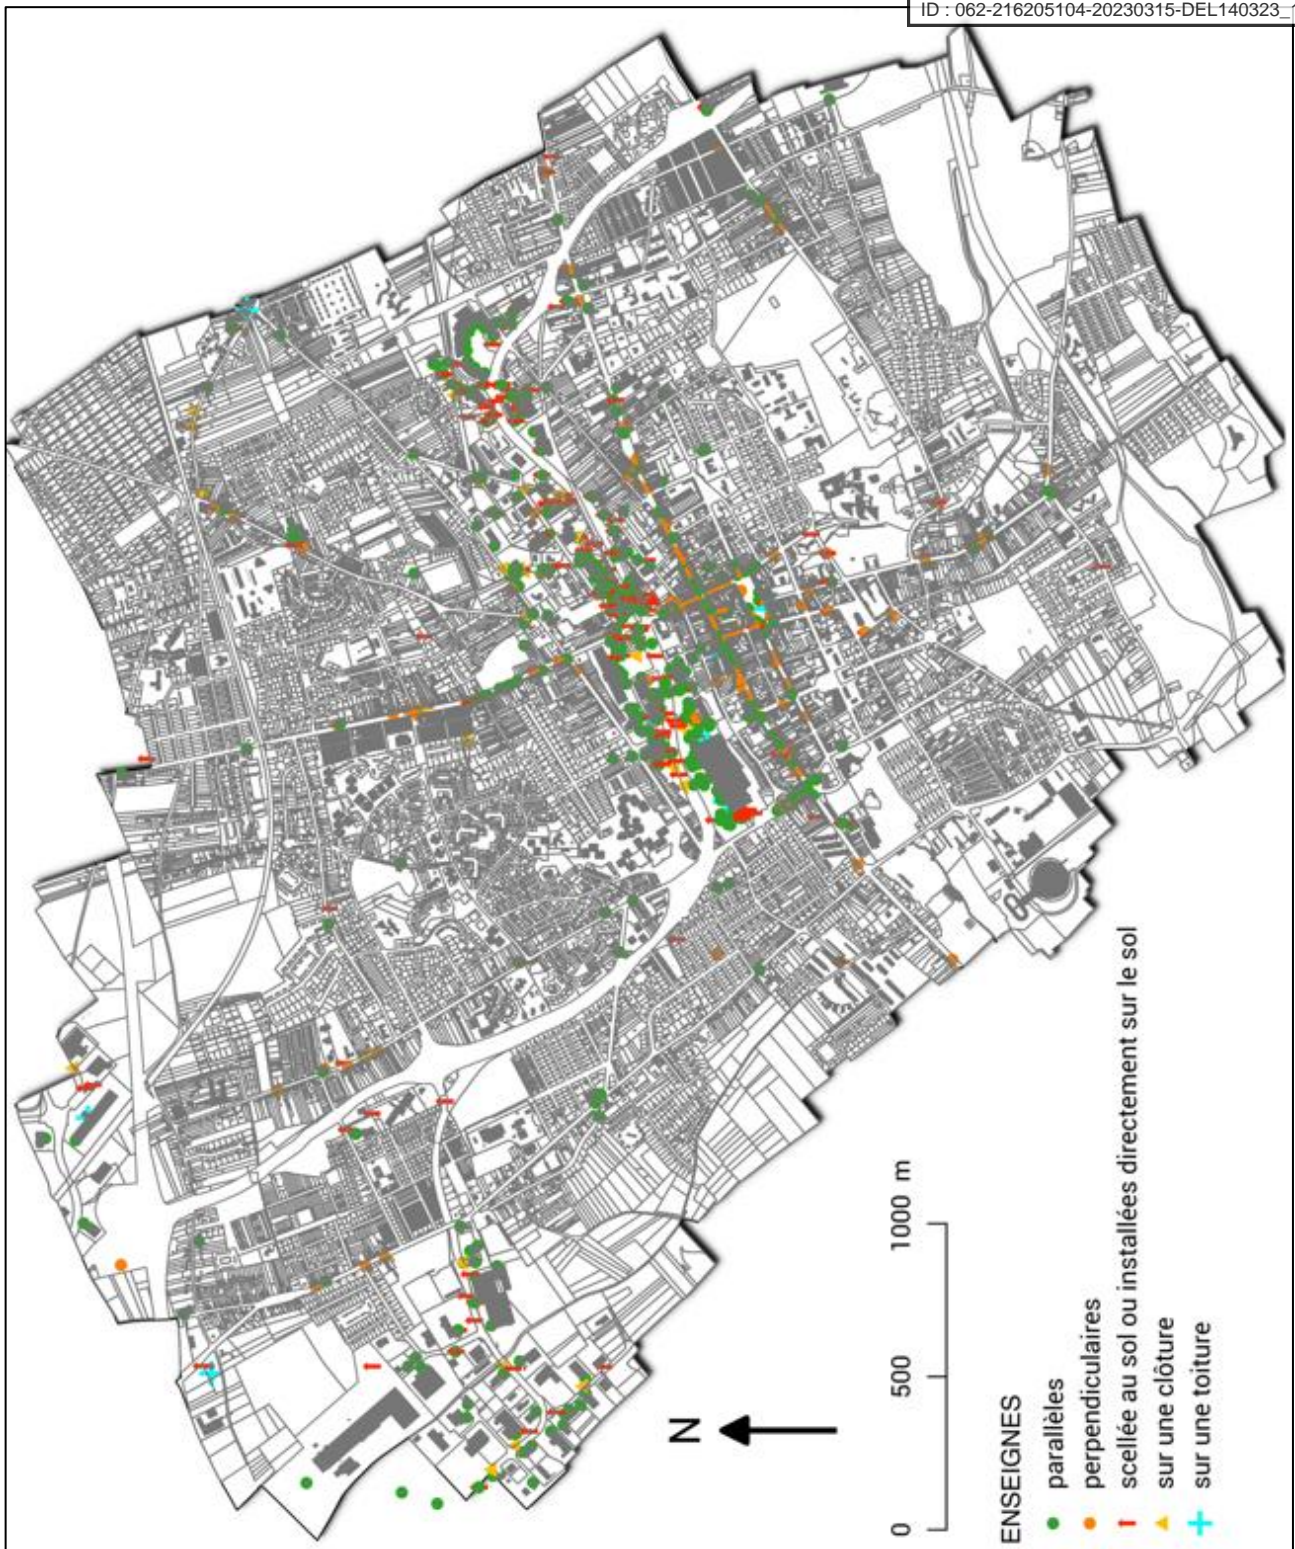 ID : 062-216205104-20230315-DEL140323_
N
0 500 1000 m
ENSEIGNES
parallèles
perpendiculaires
scellée au sol ou installées directement sur le sol
sur une clôture
sur une toiture